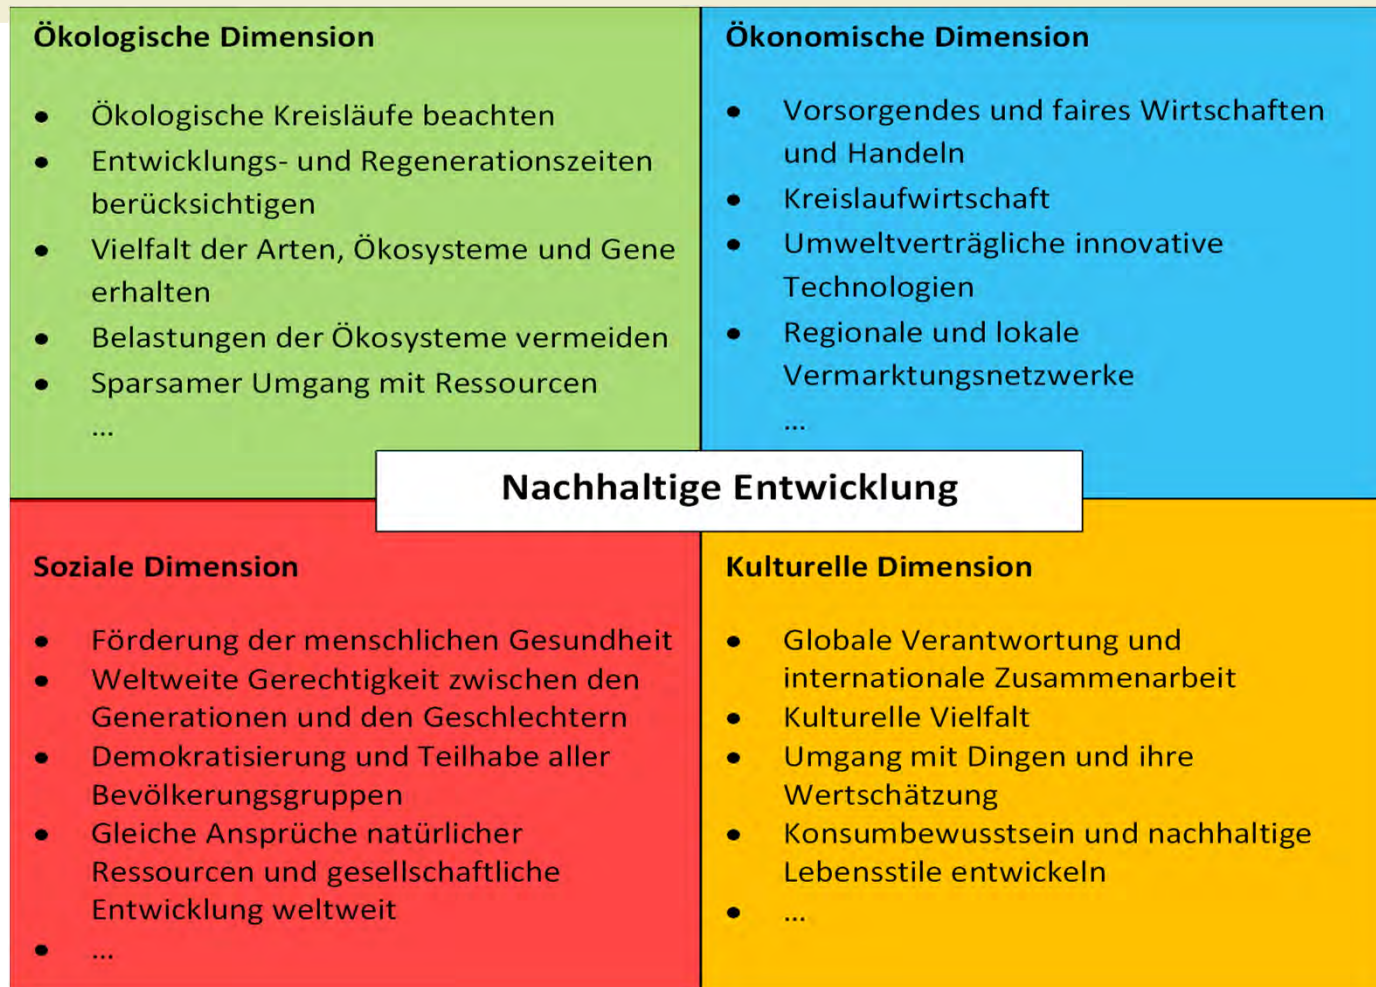 Ökologische Dimension
• Ökologische Kreisläufe beachten
• Entwicklungs- und Regenerationszeiten
berücksichtigen
• Vielfalt der Arten, Ökosysteme und Gene
erhalten
• Belastungen der Ökosysteme vermeiden
• Sparsamer Umgang mit Ressourcen
...
Ökonomische Dimension
• Vorsorgendes und faires Wirtschaften
und Handeln
• Kreislaufwirtschaft
• Umweltverträgliche innovative
Technologien
• Regionale und lokale
Vermarktungsnetzwerke
...
Nachhaltige Entwicklung
Soziale Dimension
• Förderung der menschlichen Gesundheit
• Weltweite Gerechtigkeit zwischen den
Generationen und den Geschlechtern
• Demokratisierung und Teilhabe aller
Bevölkerungsgruppen
• Gleiche Ansprüche natürlicher
Ressourcen und gesellschaftliche
Entwicklung weltweit
• ...
Kulturelle Dimension
• Globale Verantwortung und
internationale Zusammenarbeit
• Kulturelle Vielfalt
• Umgang mit Dingen und ihre
Wertschätzung
• Konsumbewusstsein und nachhaltige
Lebensstile entwickeln
• ...